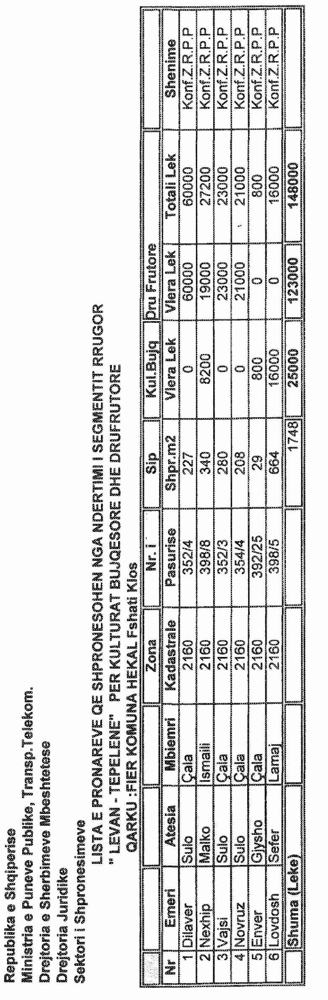 Republika e Shqiperise
Ministria e Puneve Publike, Transp.Telekom.
Drejtoria e Sherbimeve Mbeshtetese
Drejtoria Juridike
Sektori i Shpronesimeve
LISTA E PRONAREVE QE SHPRONESOHEN NGA NDERTIMI I SEGMENTIT RRUGOR
" LEVAN - TEPELENE" PER KULTURAT BUJQESORE DHE DRUFRUTORE
QARKU :FIER KOMUNA HEKAL Fshati Klos
Zona Nr. i Sip Kul.Bujq Dru Frutore
Nr Emeri Atesia Mbiemri Kadastrale Pasurise Shpr.m2 Vlera Lek Vlera Lek Totali Lek Shenime
1 Dilaver Sulo Çala 2160 352/4 227 0 60000 60000 Konf.Z.R.P.P
2 Nexhip Malko Ismaili 2160 398/8 340 8200 19000 27200 Konf.Z.R.P.P
3 Vajsi Sulo Çala 2160 352/3 280 0 23000 23000 Konf.Z.R.P.P
4 Novruz Sulo Çala 2160 354/4 208 0 21000 21000 Konf.Z.R.P.P
5 Enver Gjysho Çala 2160 392/25 29 800 0 800 Konf.Z.R.P.P
6 Lovdosh Sefer Lamaj 2160 398/5 664 16000 0 16000 Konf.Z.R.P.P
Shuma (Leke) 1748 25000 123000 148000